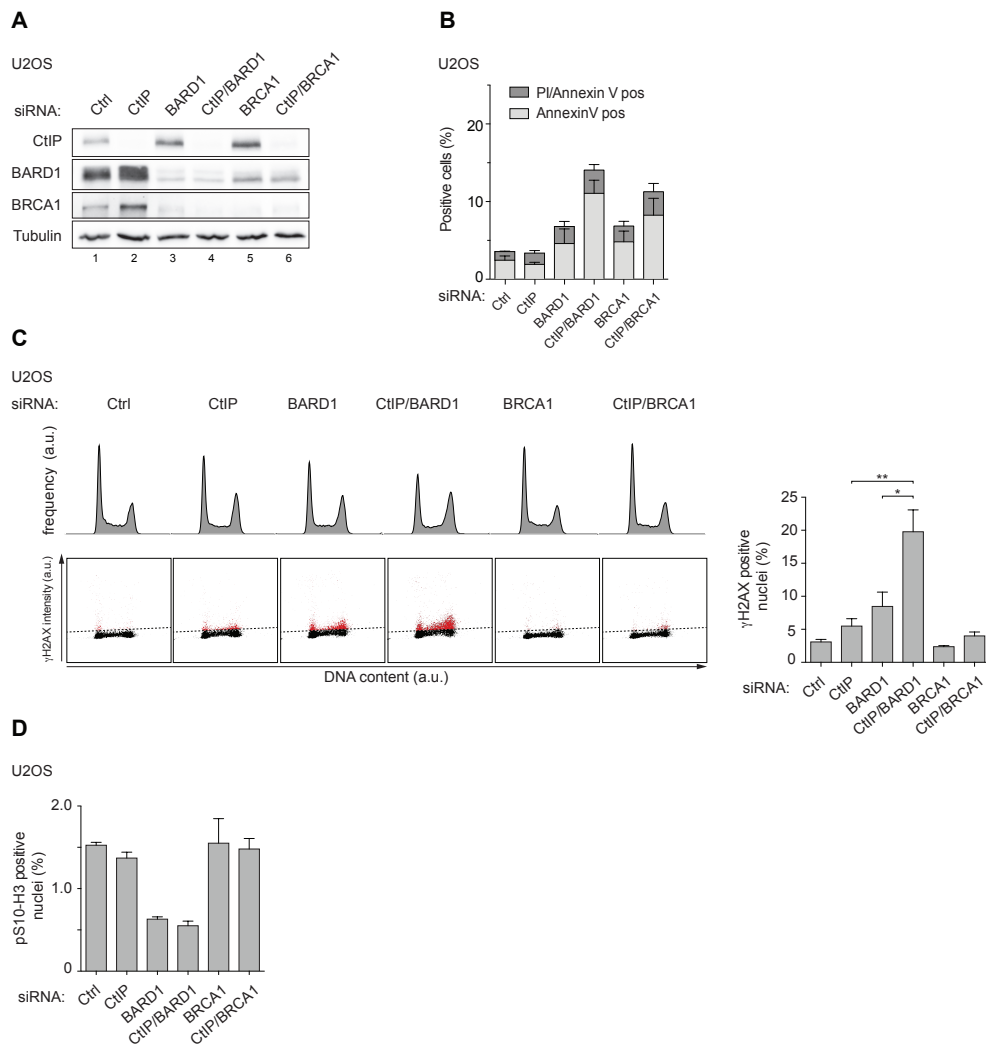 A
U2OS
siRNA: Ctrl CtIP BARD1 CtIP/BARD1 BRCA1 CtIP/BRCA1
CtIP
BARD1
BRCA1
Tubulin
1 2 3 4 5 6
B
U2OS
PI/Annexin V pos
AnnexinV pos
Positive cells (%)
20
10
0
siRNA: Ctrl CtIP BARD1 CtIP/BARD1 BRCA1 CtIP/BRCA1
C
U2OS
siRNA: Ctrl CtIP BARD1 CtIP/BARD1 BRCA1 CtIP/BRCA1
frequency (a.u.)
γH2AX intensity (a.u.)
DNA content (a.u.)
** 
*
γH2AX positive
nuclei (%)
25
20
15
10
5
0
siRNA: Ctrl CtIP BARD1 CtIP/BARD1 BRCA1 CtIP/BRCA1
D
U2OS
pS10-H3 positive
nuclei (%)
2.0
1.0
0
siRNA: Ctrl CtIP BARD1 CtIP/BARD1 BRCA1 CtIP/BRCA1